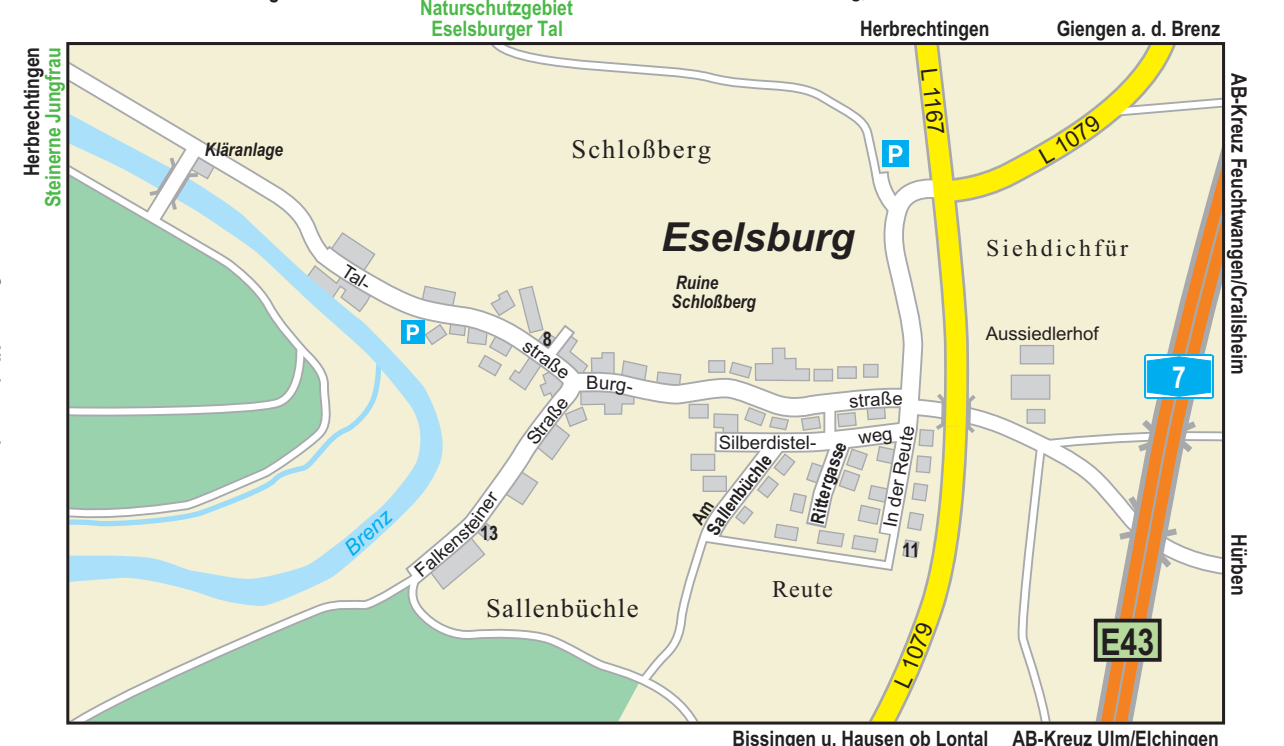 Naturschutzgebiet
Eselsburger Tal
Herbrechtingen
Giengen a. d. Brenz
Herbrechtingen
Steinerne Jungfrau
AB-Kreuz Feuchtwangen/Crailsheim
L 1167
L 1079
Kläranlage
Schloßberg
P
Eselsburg
Siehdichfür
Ruine
Schloßberg
Tal-
P
8
straße
Aussiedlerhof
7
Burg-
straße
Straße
Silberdistel-
weg
Am
Sallenbüchle
Rittergasse
In der Reute
Brenz
Falkensteiner
13
11
Hürben
Reute
Sallenbüchle
E43
L 1079
Bissingen u. Hausen ob Lontal
AB-Kreuz Ulm/Elchingen